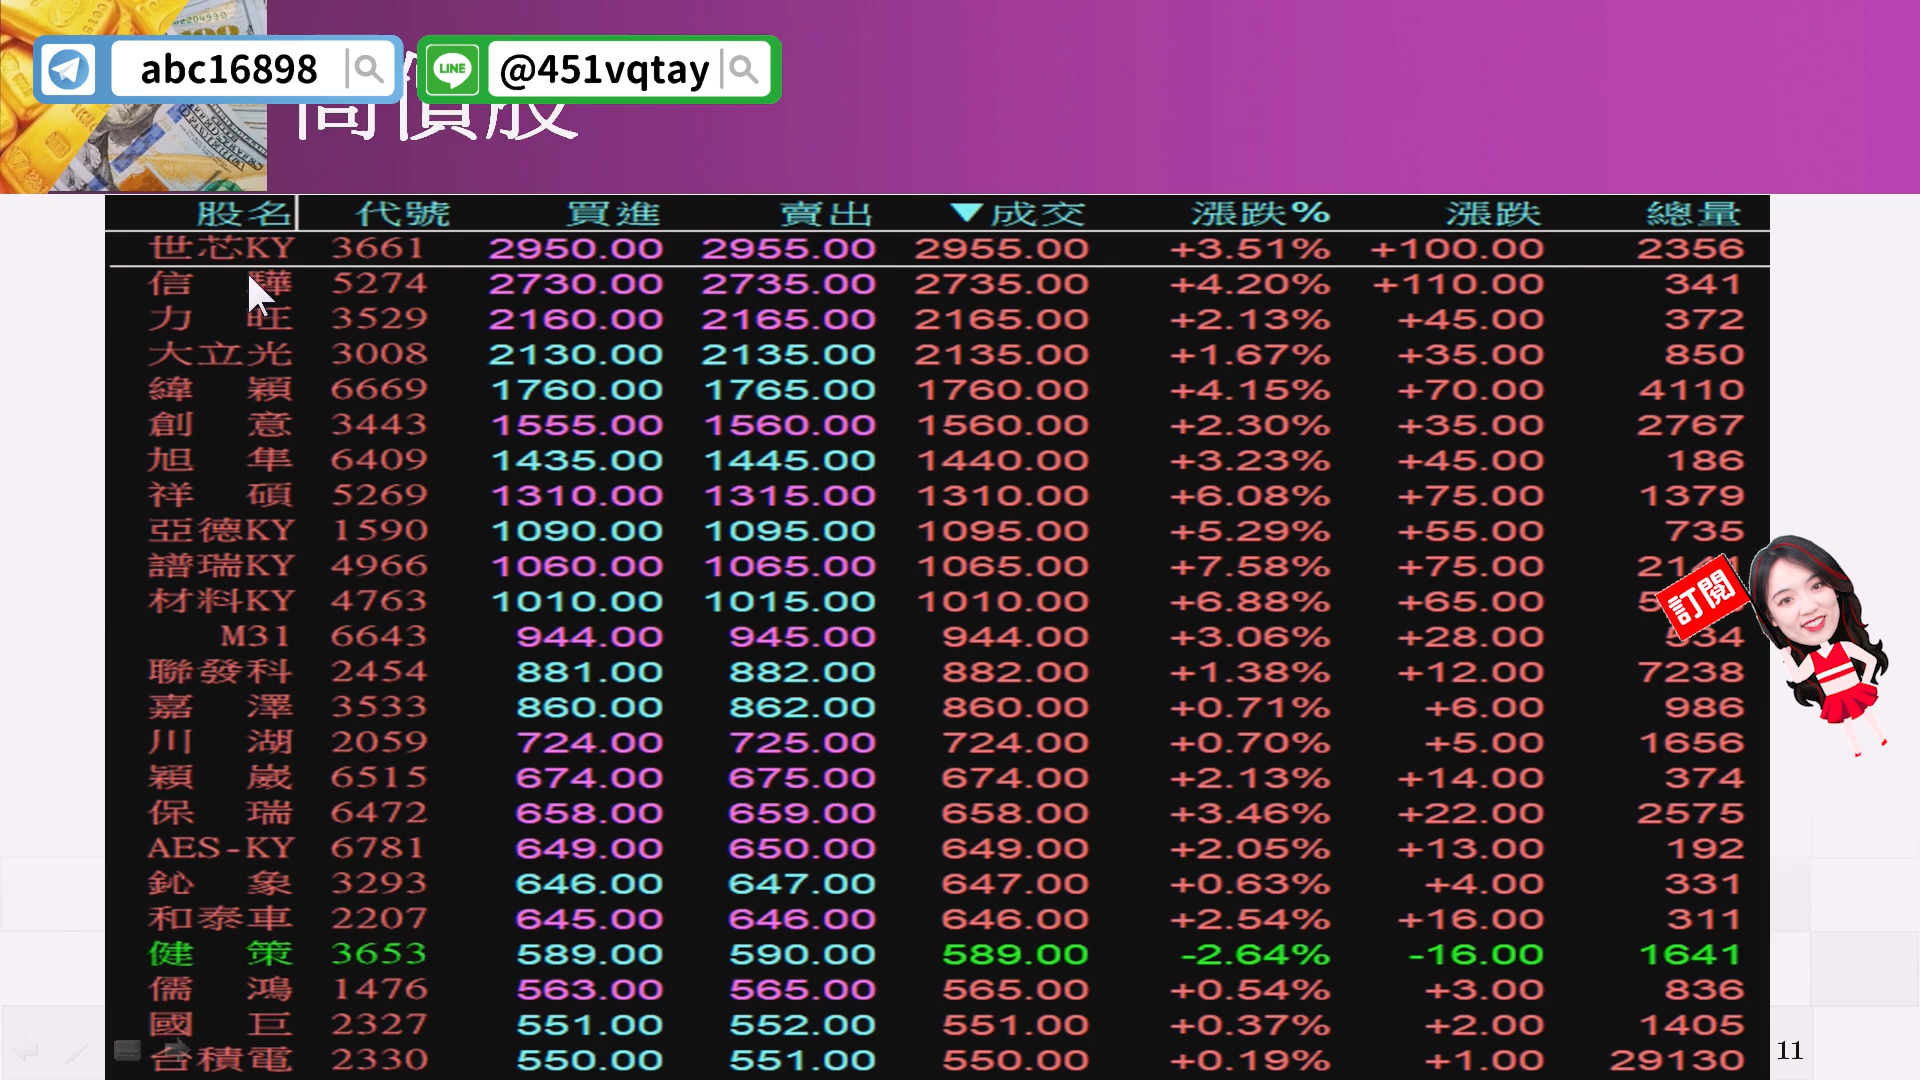 abc16898
LINE @451vqtay
高價股
股名 代號 買進 賣出 ▼成交 漲跌% 漲跌 總量
世芯KY 3661 2950.00 2955.00 2955.00 +3.51% +100.00 2356
信驊 5274 2730.00 2735.00 2735.00 +4.20% +110.00 341
力旺 3529 2160.00 2165.00 2165.00 +2.13% +45.00 372
大立光 3008 2130.00 2135.00 2135.00 +1.67% +35.00 850
緯穎 6669 1760.00 1765.00 1760.00 +4.15% +70.00 4110
創意 3443 1555.00 1560.00 1560.00 +2.30% +35.00 2767
旭隼 6409 1435.00 1445.00 1440.00 +3.23% +45.00 186
祥碩 5269 1310.00 1315.00 1310.00 +6.08% +75.00 1379
亞德KY 1590 1090.00 1095.00 1095.00 +5.29% +55.00 735
譜瑞KY 4966 1060.00 1065.00 1065.00 +7.58% +75.00
材料KY 4763 1010.00 1015.00 1010.00 +6.88% +65.00
訂閱
M31 6643 944.00 945.00 944.00 +3.06% +28.00 534
聯發科 2454 881.00 882.00 882.00 +1.38% +12.00 7238
嘉澤 3533 860.00 862.00 860.00 +0.71% +6.00 986
川湖 2059 724.00 725.00 724.00 +0.70% +5.00 1656
穎崴 6515 674.00 675.00 674.00 +2.13% +14.00 374
保瑞 6472 658.00 659.00 658.00 +3.46% +22.00 2575
AES-KY 6781 649.00 650.00 649.00 +2.05% +13.00 192
鈊象 3293 646.00 647.00 647.00 +0.63% +4.00 331
和泰車 2207 645.00 646.00 646.00 +2.54% +16.00 311
健策 3653 589.00 590.00 589.00 -2.64% -16.00 1641
儒鴻 1476 563.00 565.00 565.00 +0.54% +3.00 836
國巨 2327 551.00 552.00 551.00 +0.37% +2.00 1405
台積電 2330 550.00 551.00 550.00 +0.19% +1.00 29130
11